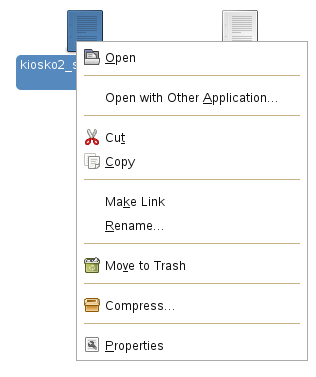 kiosko2_s
Open
Open with Other Application...
Cut
Copy
Make Link
Rename...
Move to Trash
Compress...
Properties